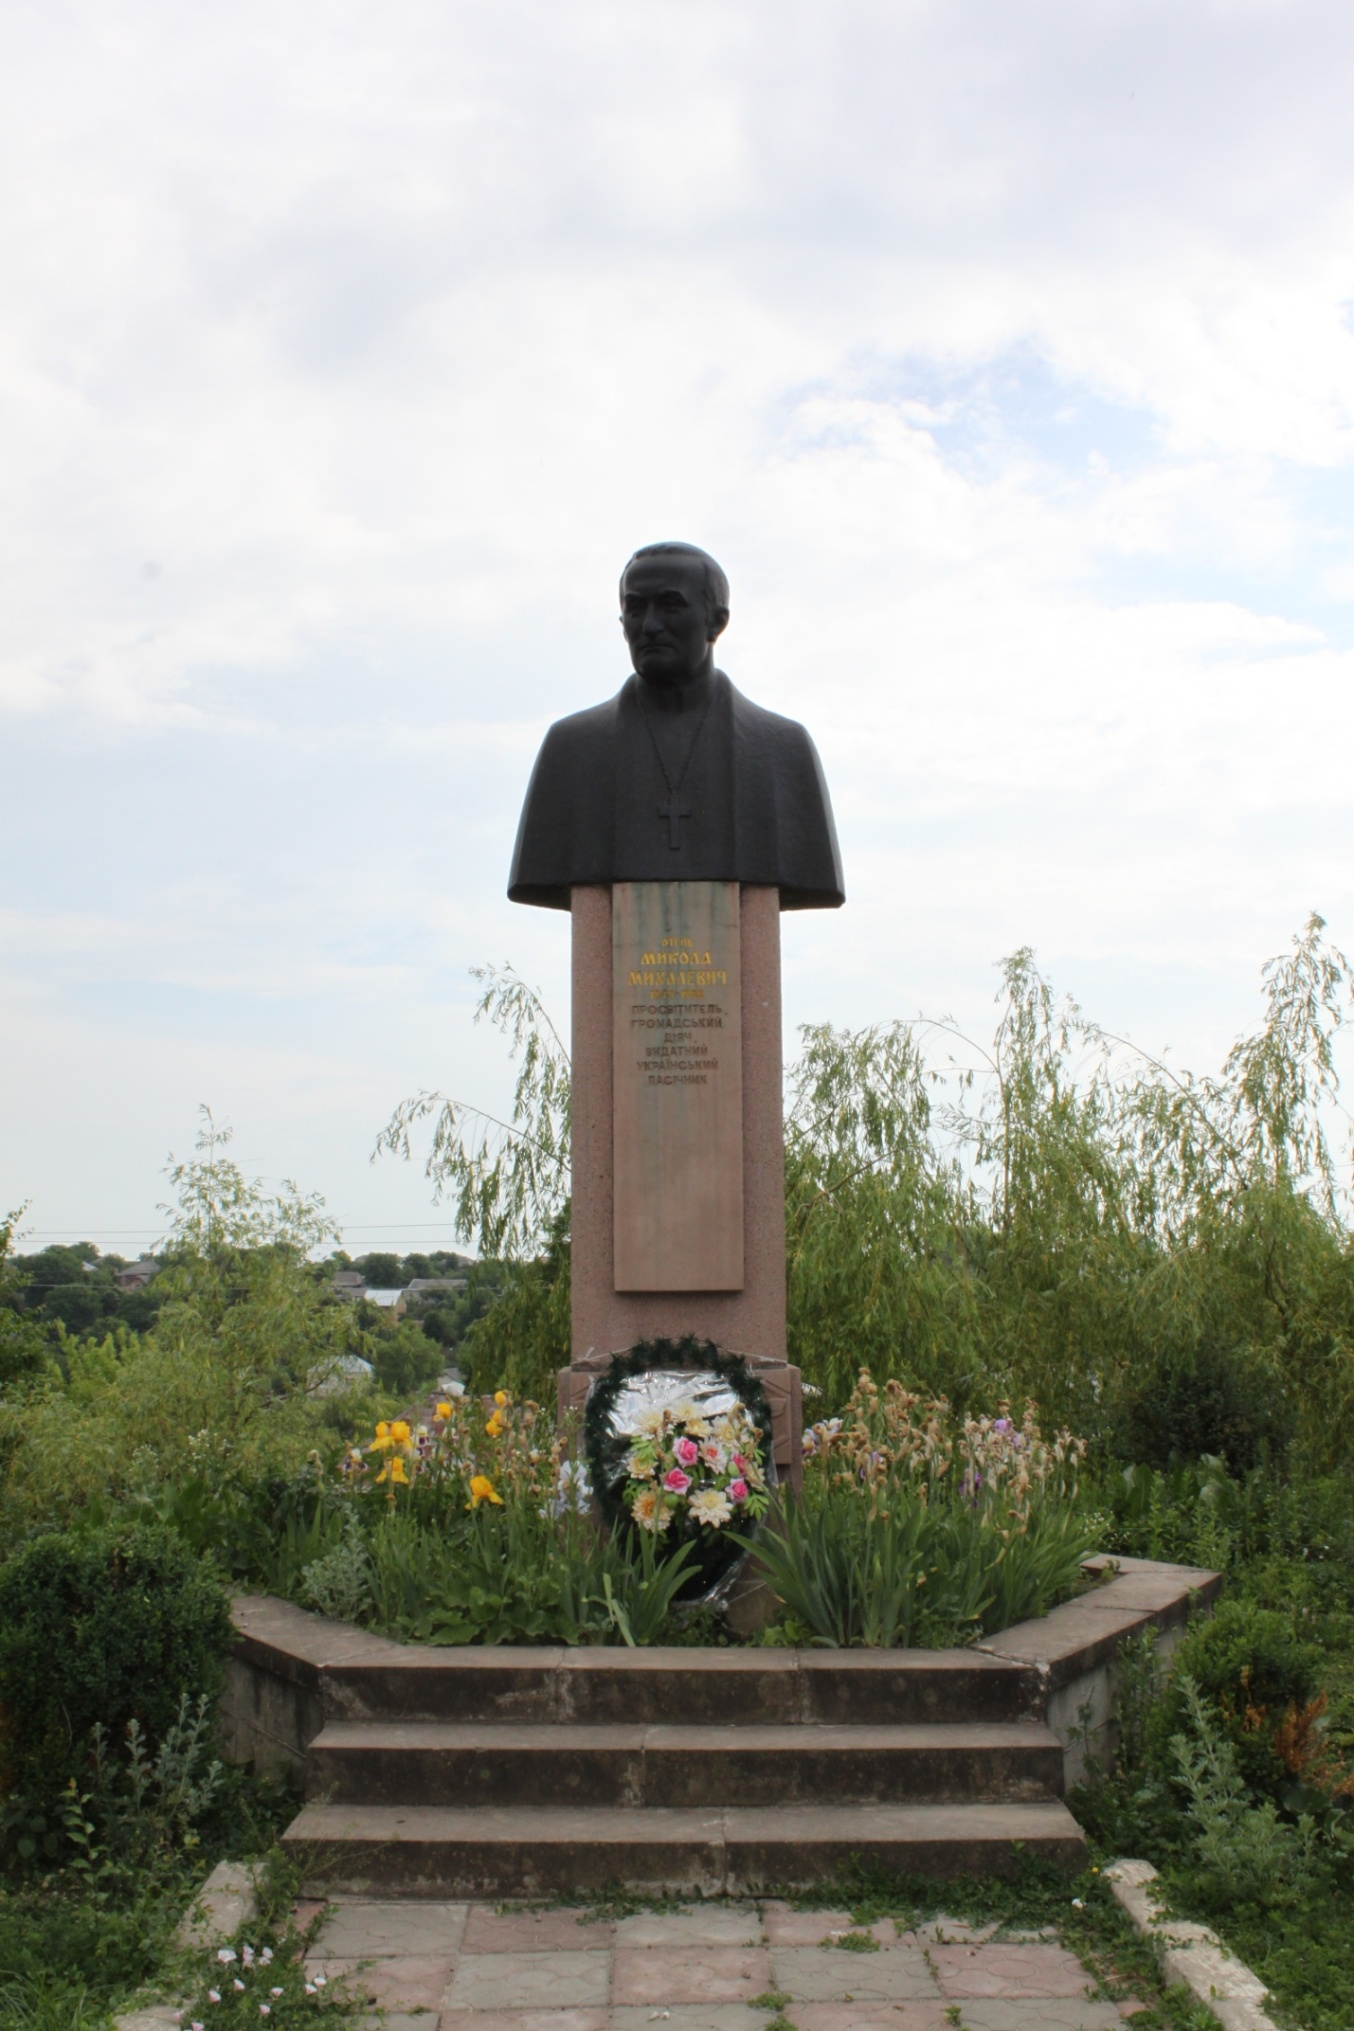 ОТЕЦЬ
МИКОЛА
МИХАЛЕВИЧ
ПРОСВІТИТЕЛЬ,
ГРОМАДСЬКИЙ
ДІЯЧ,
ВИДАТНИЙ
УКРАЇНСЬКИЙ
ПАСІЧНИК